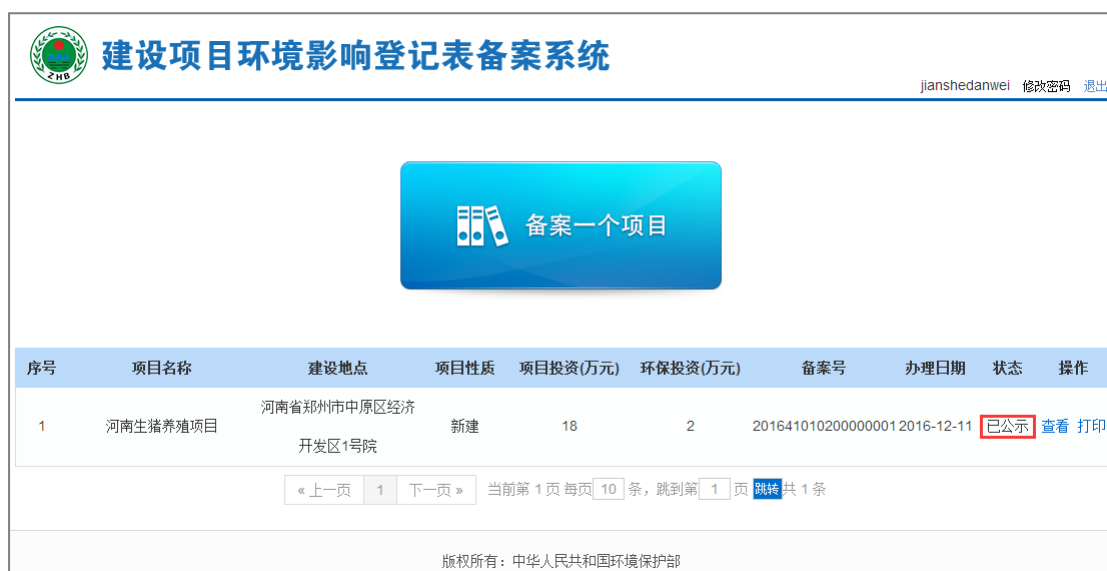 建设项目环境影响登记表备案系统
ZHB
jianshedanwei 修改密码 退出
备案一个项目
序号 项目名称 建设地点 项目性质 项目投资(万元) 环保投资(万元) 备案号 办理日期 状态 操作
1 河南生猪养殖项目 河南省郑州市中原区经济 新建 18 2 201641010200000001 2016-12-11 已公示 查看 打印
开发区1号院
« 上一页 1 下一页 » 当前第 1 页 每页 10 条，跳到第 1 页 跳转 共 1 条
版权所有：中华人民共和国环境保护部